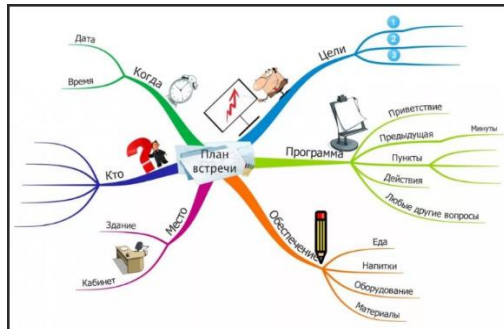 План
встречи
Когда
Дата
Время
Цели
1
2
3
Программа
Приветствие
Предыдущая
Минуты
Пункты
Действия
Любые другие вопросы
Обеспечение
Еда
Напитки
Оборудование
Материалы
Место
Здание
Кабинет
Кто